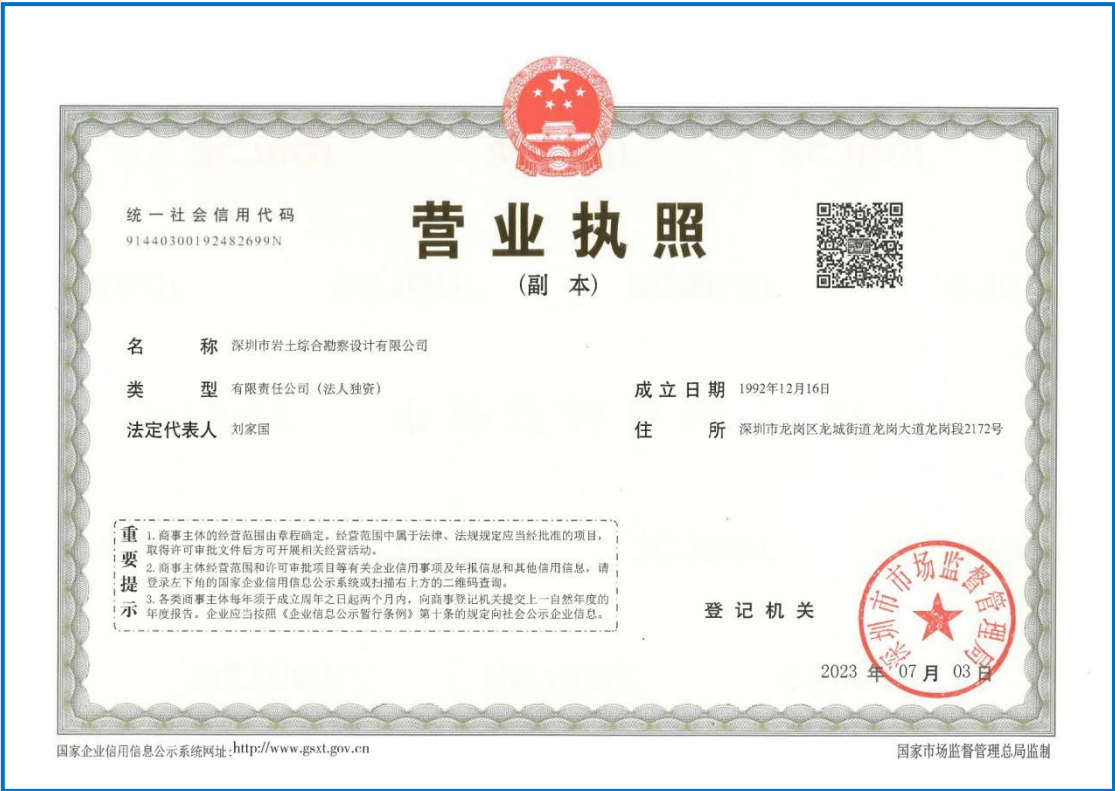 统一社会信用代码
91440300192482699N
营业执照
(副 本)
名 称 深圳市岩土综合勘察设计有限公司
类 型 有限责任公司（法人独资）
成立日期 1992年12月16日
法定代表人 刘家国
住 所 深圳市龙岗区龙城街道龙岗大道龙岗段2172号
重要提示
1. 商事主体的经营范围由章程确定。经营范围中属于法律、法规规定应当经批准的项目，
取得许可审批文件后方可开展相关经营活动。
2. 商事主体经营范围和许可审批项目等有关企业信用事项及年报信息和其他信用信息，请
登录左下角的国家企业信用信息公示系统或扫描右上方的二维码查询。
3. 各类商事主体每年须于成立周年之日起两个月内，向商事登记机关提交上一自然年度的
年度报告。企业应当按照《企业信息公示暂行条例》第十条的规定向社会公示企业信息。
登记机关
深圳市市场监督管理局
2023 年 07 月 03 日
国家企业信用信息公示系统网址:http://www.gsxt.gov.cn
国家市场监督管理总局监制